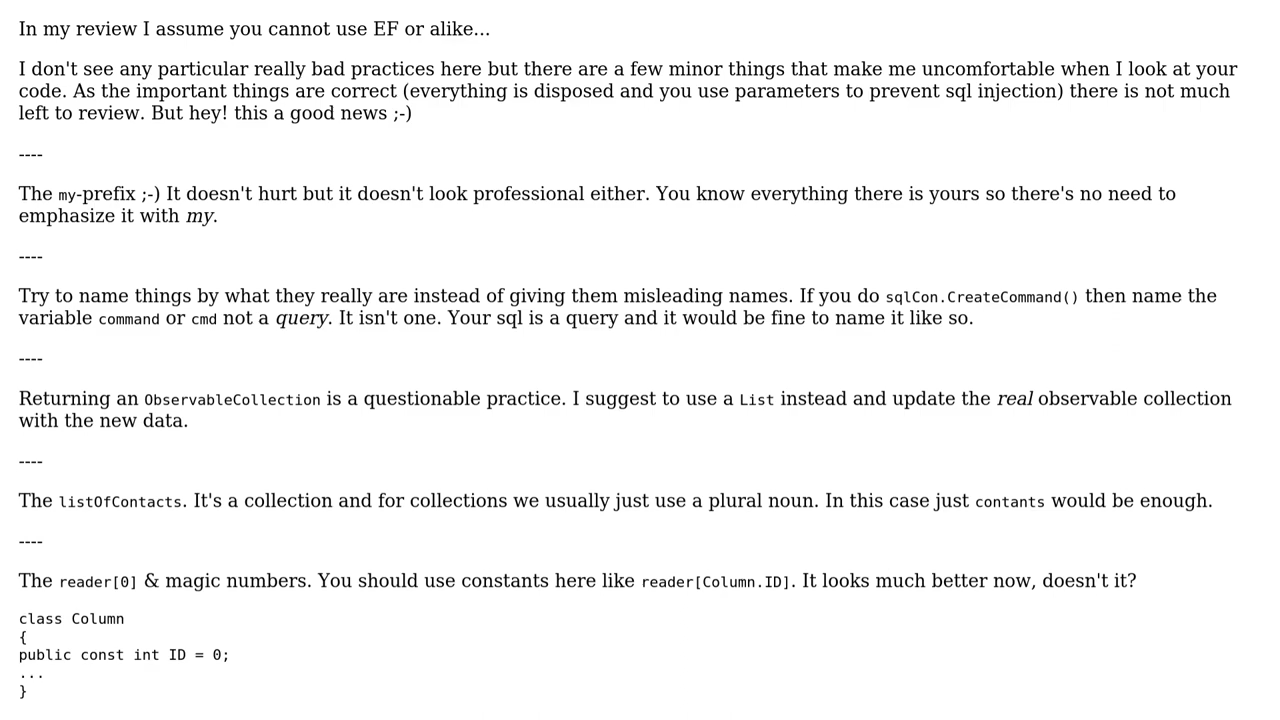 In my review I assume you cannot use EF or alike...
I don't see any particular really bad practices here but there are a few minor things that make me uncomfortable when I look at your
code. As the important things are correct (everything is disposed and you use parameters to prevent sql injection) there is not much
left to review. But hey! this a good news ;-)
----
The my-prefix ;-) It doesn't hurt but it doesn't look professional either. You know everything there is yours so there's no need to
emphasize it with my.
----
Try to name things by what they really are instead of giving them misleading names. If you do sqlCon.CreateCommand() then name the
variable command or cmd not a query. It isn't one. Your sql is a query and it would be fine to name it like so.
----
Returning an ObservableCollection is a questionable practice. I suggest to use a List instead and update the real observable collection
with the new data.
----
The listOfContacts. It's a collection and for collections we usually just use a plural noun. In this case just contants would be enough.
----
The reader[0] & magic numbers. You should use constants here like reader[Column.ID]. It looks much better now, doesn't it?
class Column
{
public const int ID = 0;
...
}